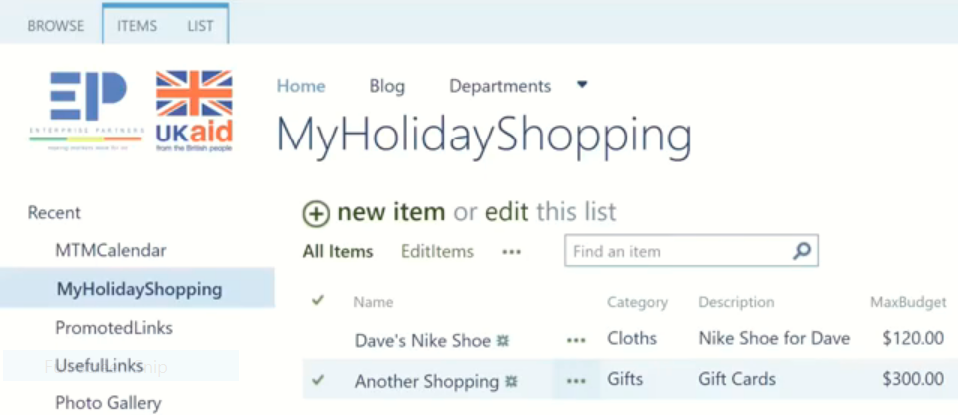 BROWSE ITEMS LIST
EP
ENTERPRISE PARTNERS
UKaid
from the British people
Home Blog Departments
MyHolidayShopping
new item or edit this list
All Items EditItems ...
Find an item
Name Category Description MaxBudget
Dave's Nike Shoe ... Cloths Nike Shoe for Dave $120.00
Another Shopping ... Gifts Gift Cards $300.00
Recent
MTMCalendar
MyHolidayShopping
PromotedLinks
UsefulLinks
Photo Gallery